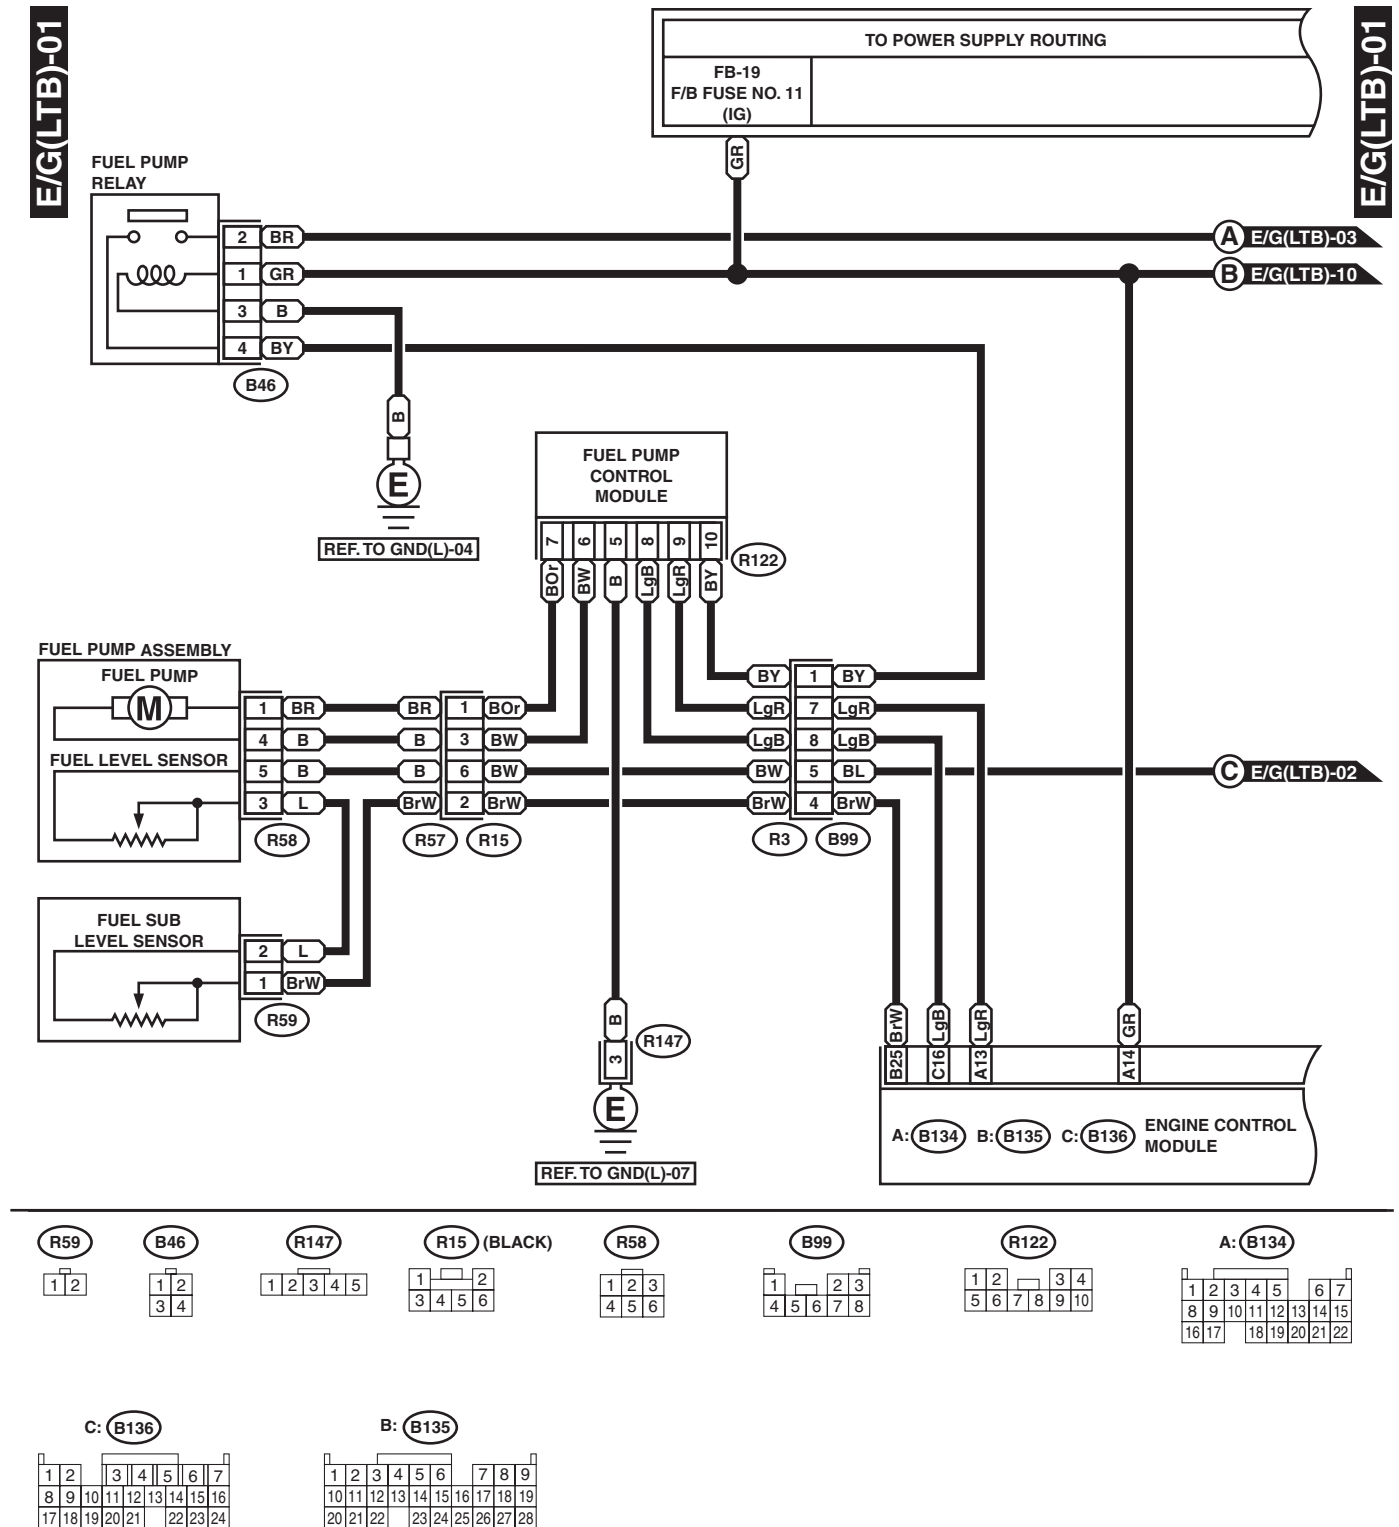 E/G(LTB)-01
E/G(LTB)-01
TO POWER SUPPLY ROUTING
FB-19
F/B FUSE NO. 11
(IG)
GR
FUEL PUMP
RELAY
2 BR
A E/G(LTB)-03
1 GR
B E/G(LTB)-10
3 B
4 BY
B46
B
E
REF. TO GND(L)-04
FUEL PUMP
CONTROL
MODULE
7 6 5 8 9 10
R122
BOr BW B LgB LgR BY
FUEL PUMP ASSEMBLY
FUEL PUMP
M
FUEL LEVEL SENSOR
1 BR BR 1 BOr
4 B B 3 BW
5 B B 6 BW
3 L BrW 2 BrW
R58 R57 R15
BY 1 BY
LgR 7 LgR
LgB 8 LgB
BW 5 BL
C E/G(LTB)-02
BrW 4 BrW
R3 B99
FUEL SUB
LEVEL SENSOR
2 L
1 BrW
R59
B
3
R147
E
REF. TO GND(L)-07
BrW LgB LgR GR
B25 C16 A13 A14
A: B134 B: B135 C: B136
ENGINE CONTROL
MODULE
R59 B46 R147 R15 (BLACK) R58 B99 R122 A: B134
1 2
1 2
3 4
1 2 3 4 5
1 2
3 4 5 6
1 2 3
4 5 6
1 2 3
4 5 6 7 8
1 2 3 4
5 6 7 8 9 10
1 2 3 4 5 6 7
8 9 10 11 12 13 14 15
16 17 18 19 20 21 22
C: B136 B: B135
1 2 3 4 5 6 7
8 9 10 11 12 13 14 15 16
17 18 19 20 21 22 23 24
1 2 3 4 5 6 7 8 9
10 11 12 13 14 15 16 17 18 19
20 21 22 23 24 25 26 27 28